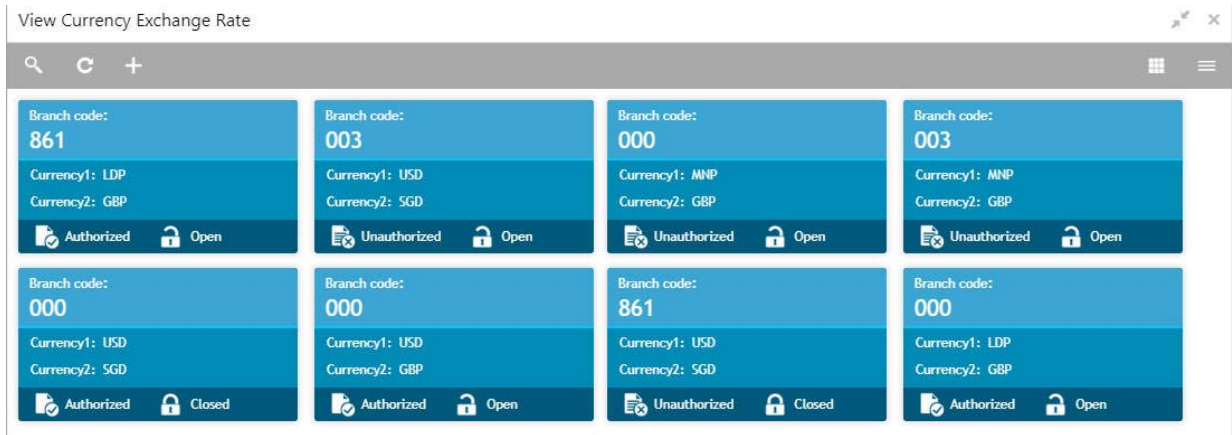 View Currency Exchange Rate
Branch code: Branch code: Branch code: Branch code:
861 003 000 003
Currency1: LDP Currency1: USD Currency1: MNP Currency1: MNP
Currency2: GBP Currency2: SGD Currency2: GBP Currency2: GBP
Authorized Open Unauthorized Open Unauthorized Open Unauthorized Open
Branch code: Branch code: Branch code: Branch code:
000 000 861 000
Currency1: USD Currency1: USD Currency1: USD Currency1: LDP
Currency2: SGD Currency2: GBP Currency2: SGD Currency2: GBP
Authorized Closed Authorized Open Unauthorized Closed Authorized Open